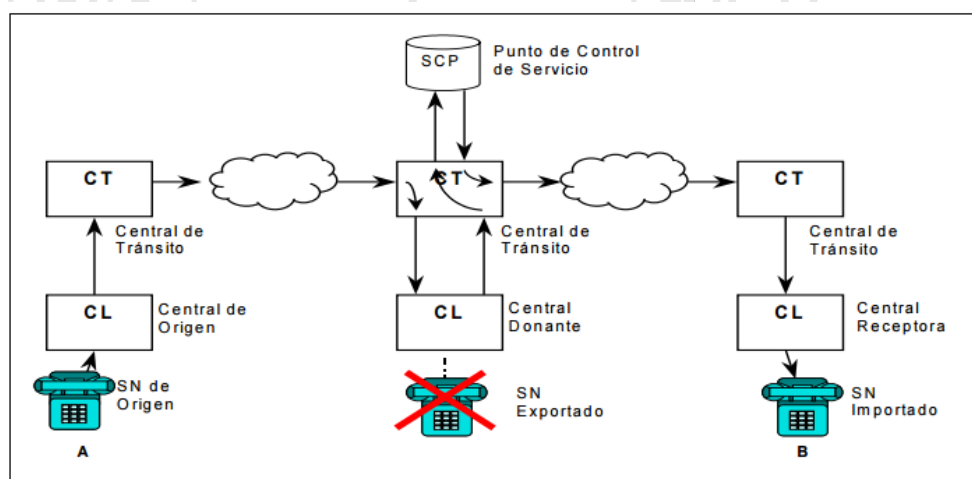 SCP
Punto de Control
de Servicio
CT
CT
CT
Central de
Tránsito
Central de
Tránsito
Central de
Tránsito
CL
Central de
Origen
CL
Central
Donante
CL
Central
Receptora
SN de
Origen
SN
Exportado
SN
Importado
A
B